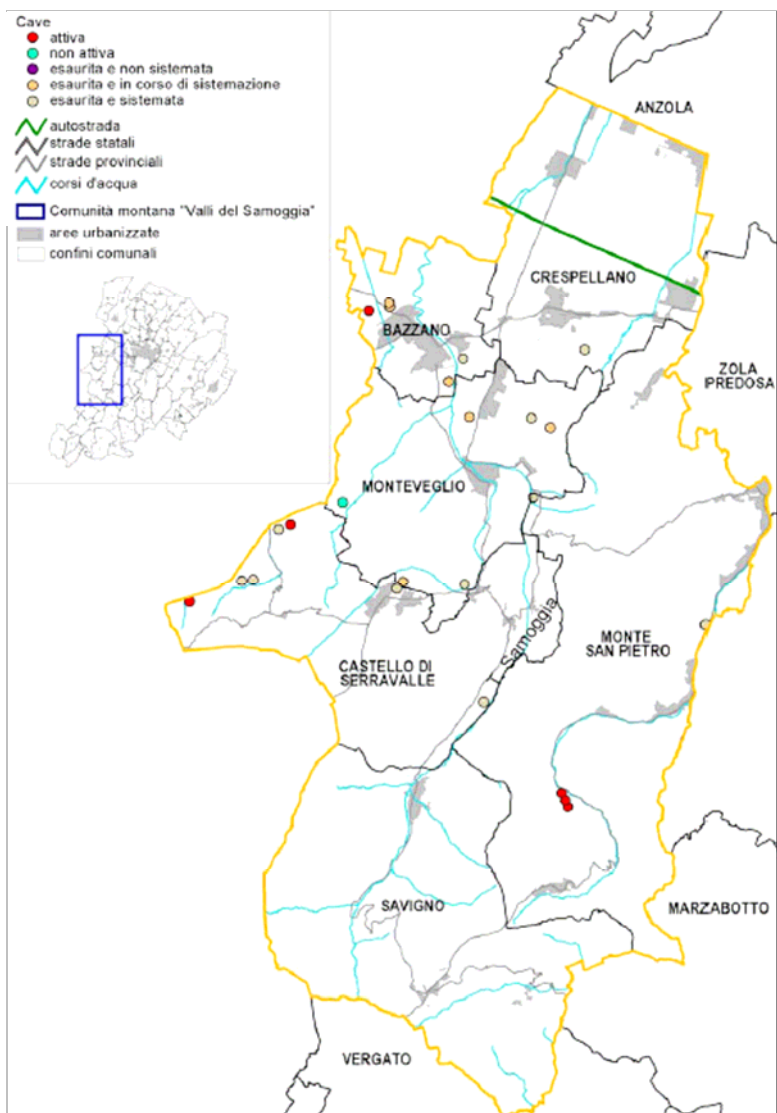 Cave
attiva
non attiva
esaurita e non sistemata
esaurita e in corso di sistemazione
esaurita e sistemata
autostrada
strade statali
strade provinciali
corsi d'acqua
Comunità montana "Valli del Samoggia"
aree urbanizzate
confini comunali
ANZOLA
CRESPELLANO
BAZZANO
ZOLA
PREDOSA
MONTEVEGLIO
Samoggia
MONTE
SAN PIETRO
CASTELLO DI
SERRAVALLE
SAVIGNO
MARZABOTTO
VERGATO